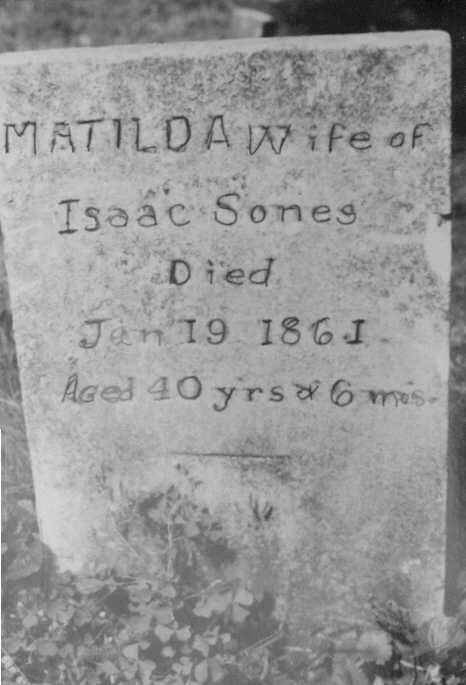 MATILDA Wife of
Isaac Sones
Died
Jan 19 1861.
Aged 40 yrs & 6 mos.